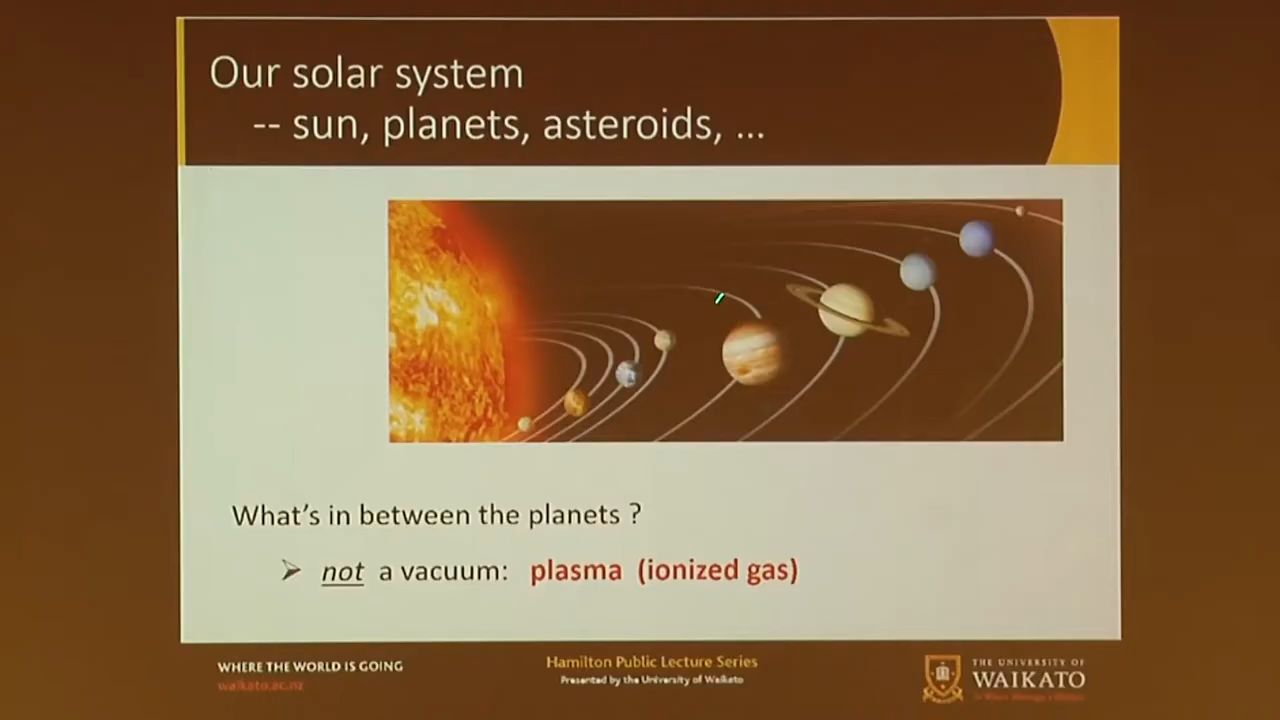 Our solar system
-- sun, planets, asteroids, ...
What's in between the planets ?
➤ not a vacuum: plasma (ionized gas)
WHERE THE WORLD IS GOING
waikato.ac.nz
Hamilton Public Lecture Series
Presented by the University of Waikato
THE UNIVERSITY OF
WAIKATO